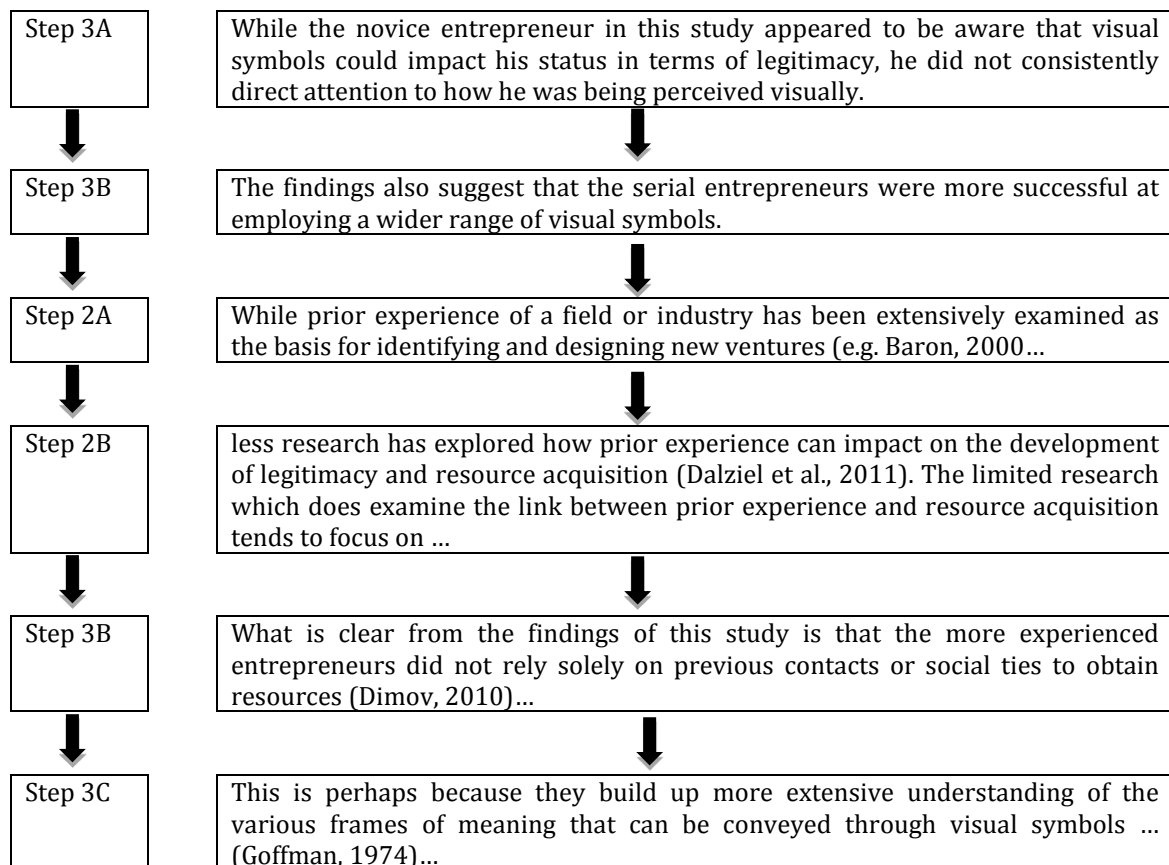 Step 3A
While the novice entrepreneur in this study appeared to be aware that visual
symbols could impact his status in terms of legitimacy, he did not consistently
direct attention to how he was being perceived visually.
Step 3B
The findings also suggest that the serial entrepreneurs were more successful at
employing a wider range of visual symbols.
Step 2A
While prior experience of a field or industry has been extensively examined as
the basis for identifying and designing new ventures (e.g. Baron, 2000…
Step 2B
less research has explored how prior experience can impact on the development
of legitimacy and resource acquisition (Dalziel et al., 2011). The limited research
which does examine the link between prior experience and resource acquisition
tends to focus on …
Step 3B
What is clear from the findings of this study is that the more experienced
entrepreneurs did not rely solely on previous contacts or social ties to obtain
resources (Dimov, 2010)…
Step 3C
This is perhaps because they build up more extensive understanding of the
various frames of meaning that can be conveyed through visual symbols …
(Goffman, 1974)…